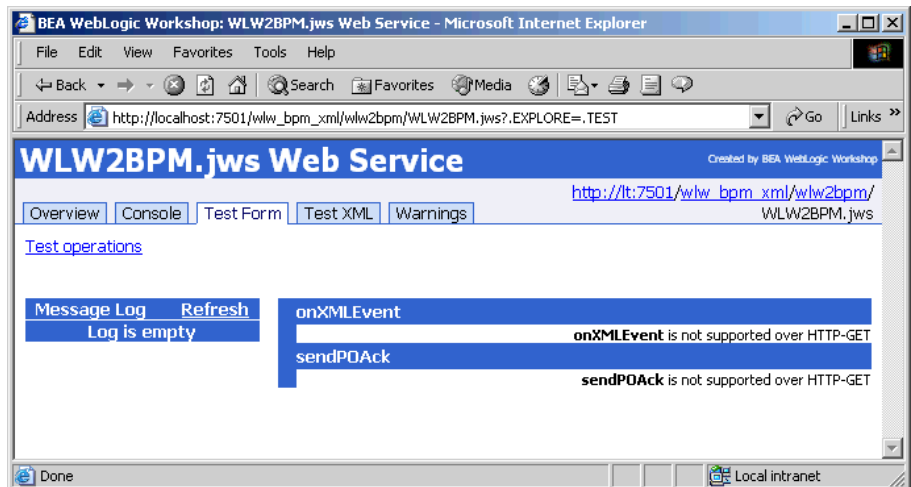 BEA WebLogic Workshop: WLW2BPM.jws Web Service - Microsoft Internet Explorer
File Edit View Favorites Tools Help
Back Search Favorites Media
Address http://localhost:7501/wlw_bpm_xml/wlw2bpm/WLW2BPM.jws?.EXPLORE=.TEST Go Links »
WLW2BPM.jws Web Service Created by BEA WebLogic Workshop
http://lt:7501/wlw_bpm_xml/wlw2bpm/
WLW2BPM.jws
Overview Console Test Form Test XML Warnings
Test operations
Message Log Refresh
Log is empty
onXMLEvent
onXMLEvent is not supported over HTTP-GET
sendPOAck
sendPOAck is not supported over HTTP-GET
Done Local intranet